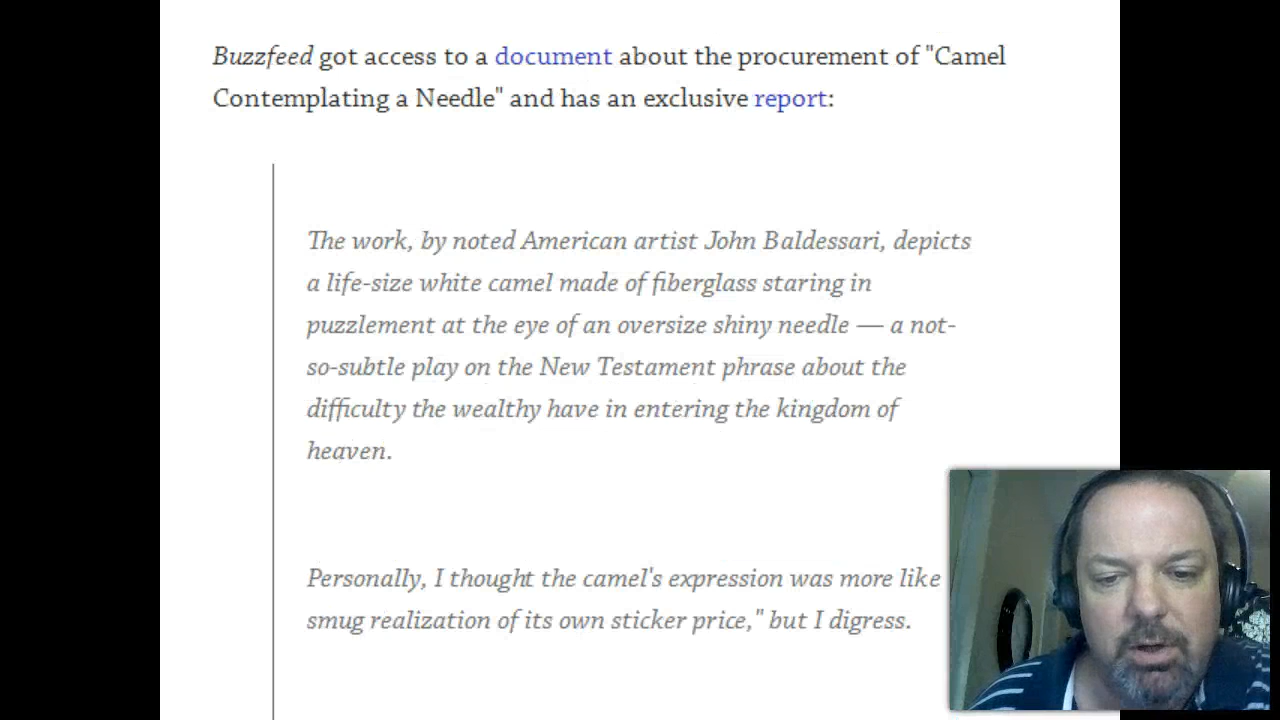 Buzzfeed got access to a document about the procurement of "Camel
Contemplating a Needle" and has an exclusive report:
The work, by noted American artist John Baldessari, depicts
a life-size white camel made of fiberglass staring in
puzzlement at the eye of an oversize shiny needle — a not-
so-subtle play on the New Testament phrase about the
difficulty the wealthy have in entering the kingdom of
heaven.
Personally, I thought the camel's expression was more like
smug realization of its own sticker price," but I digress.